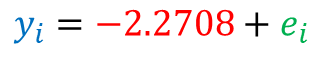 yᵢ = −2.2708 + eᵢ